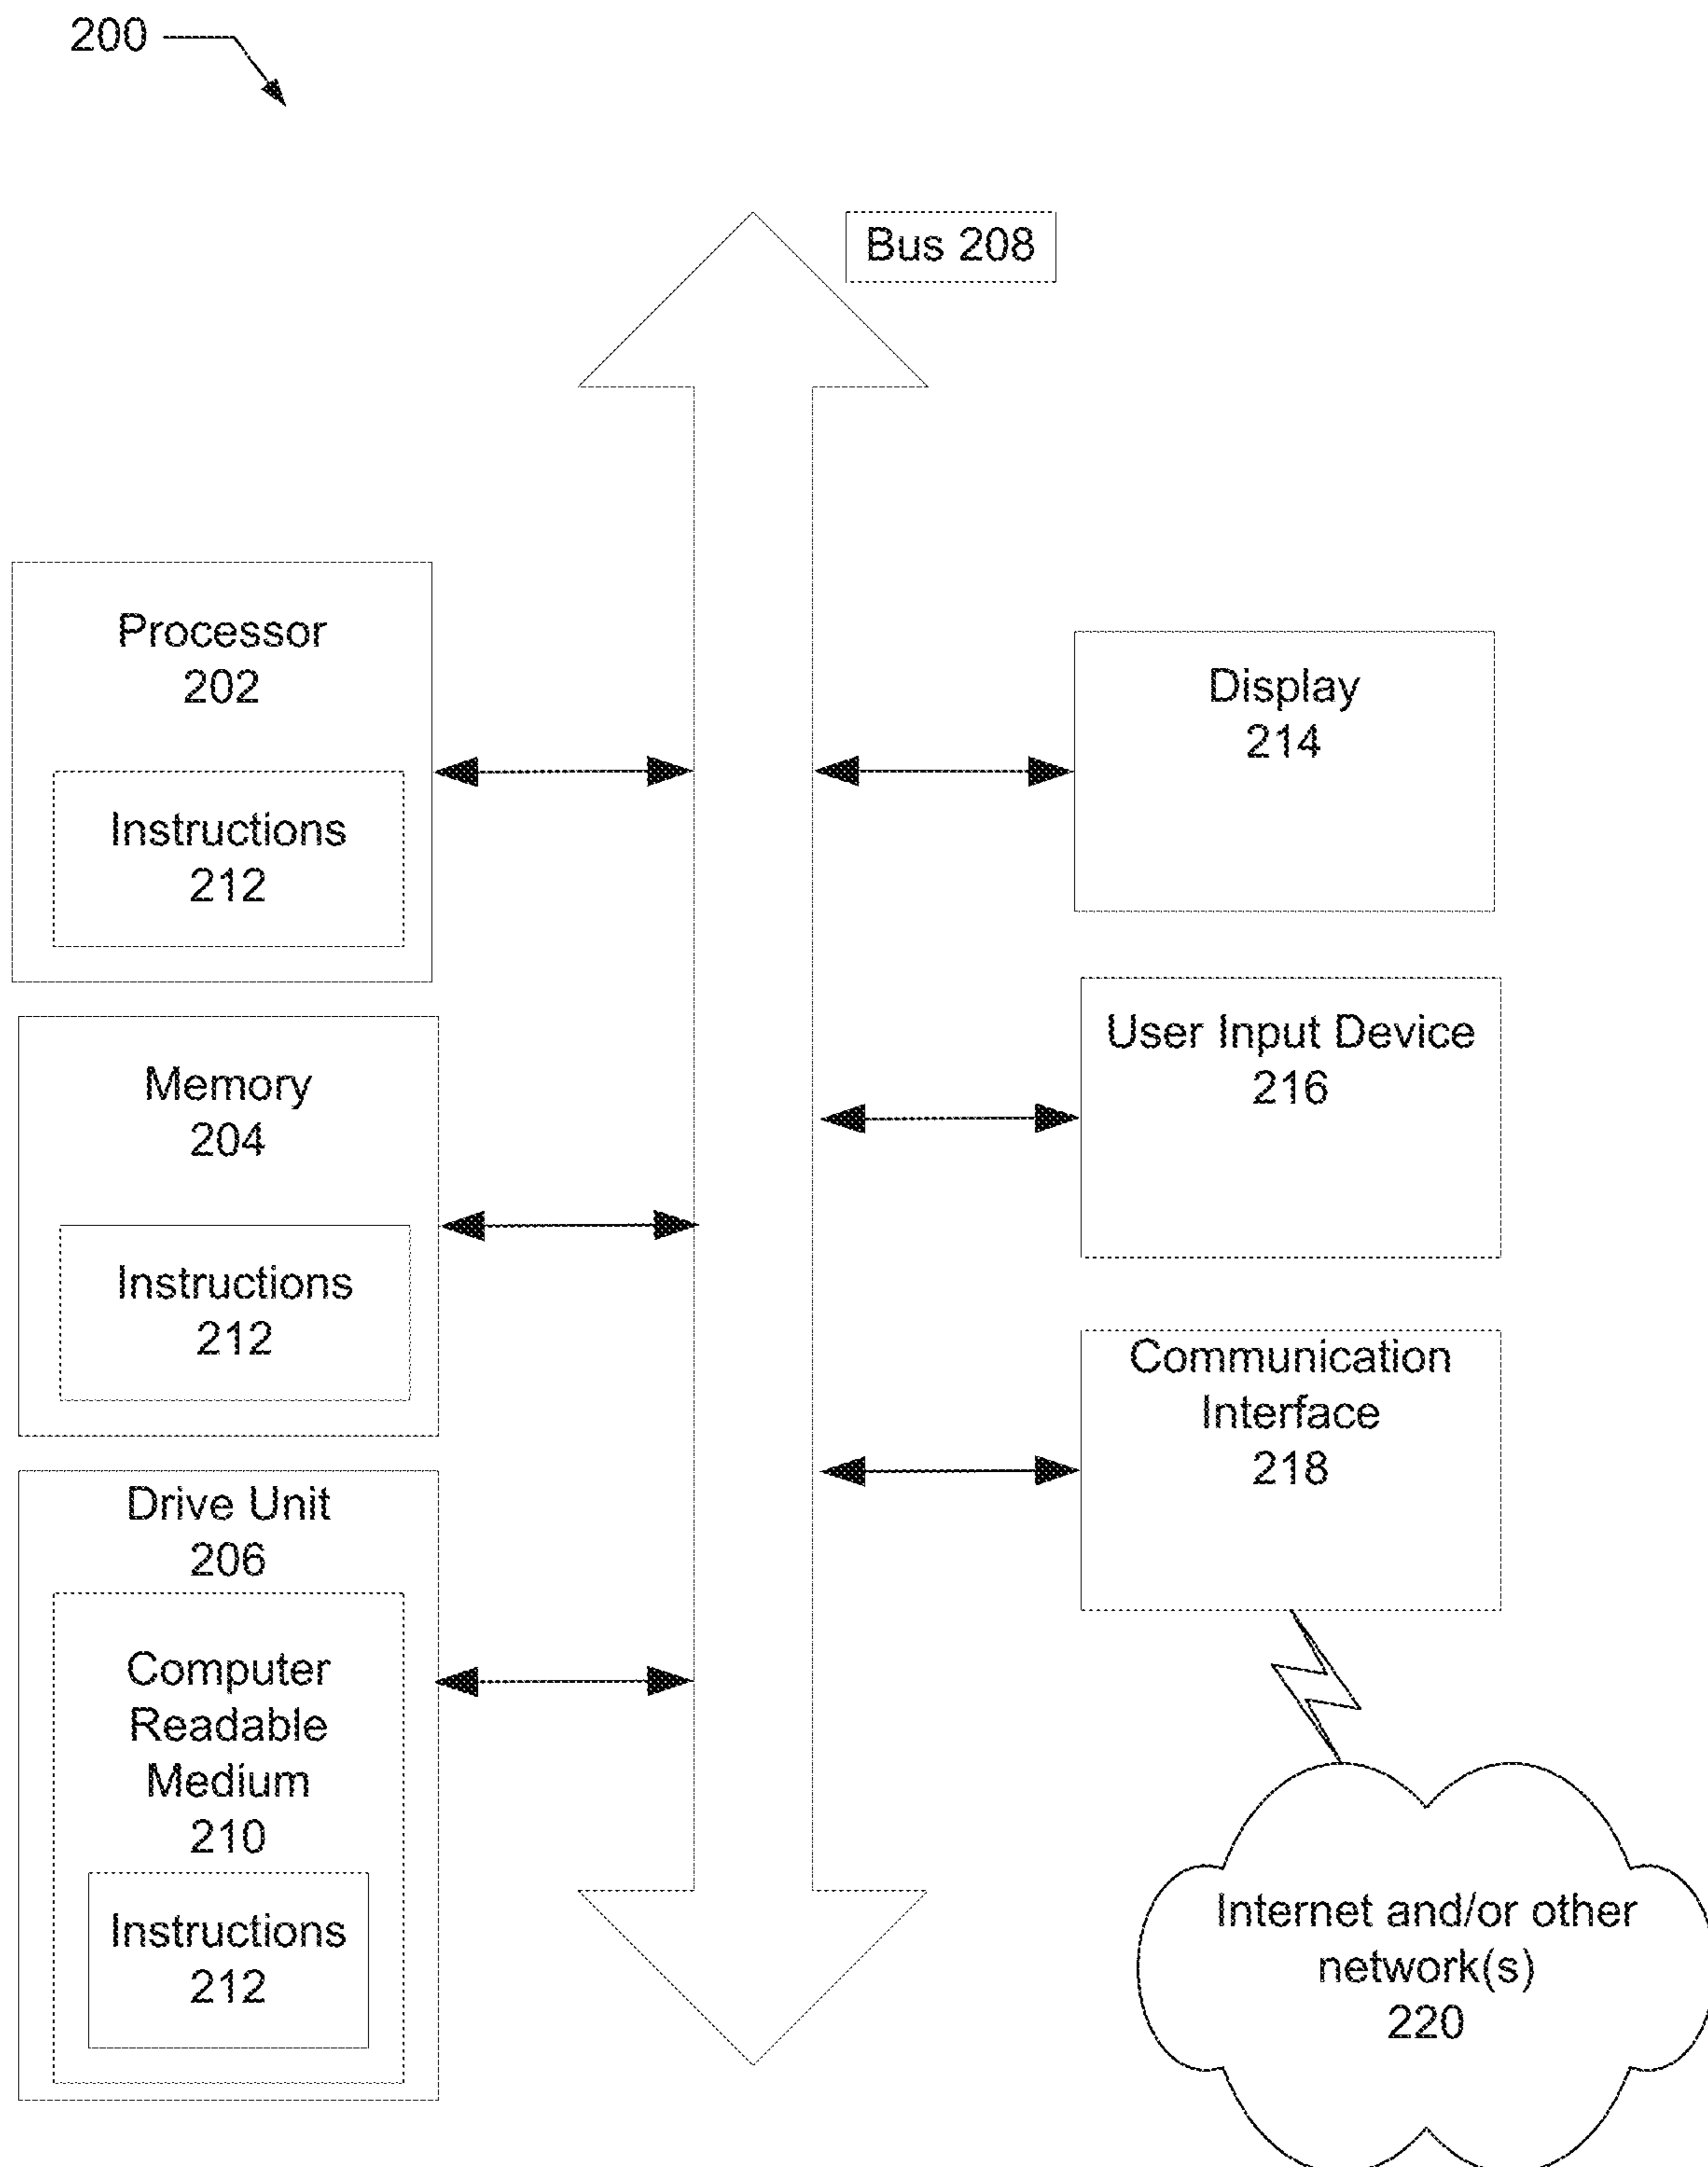 200
Bus 208
Processor
202
Instructions
212
Memory
204
Instructions
212
Drive Unit
206
Computer
Readable
Medium
210
Instructions
212
Display
214
User Input Device
216
Communication
Interface
218
Internet and/or other
network(s)
220